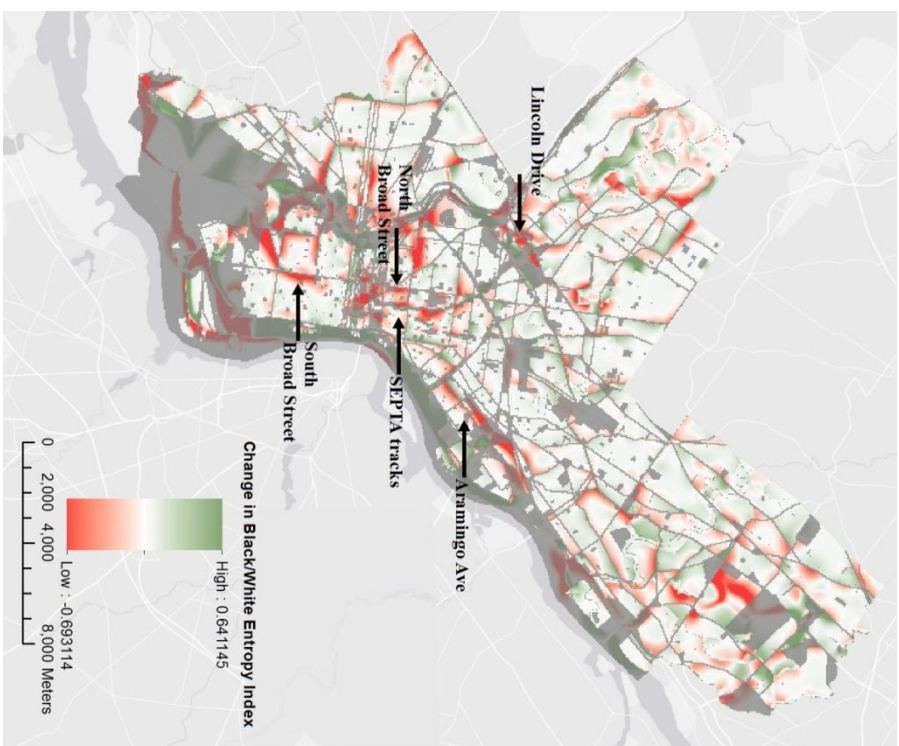 Lincoln Drive
North
Broad Street
SEPTA tracks
South
Broad Street
Aramingo Ave
Change in Black/White Entropy Index
High : 0.641145
Low : -0.693114
0
2,000
4,000
8,000 Meters